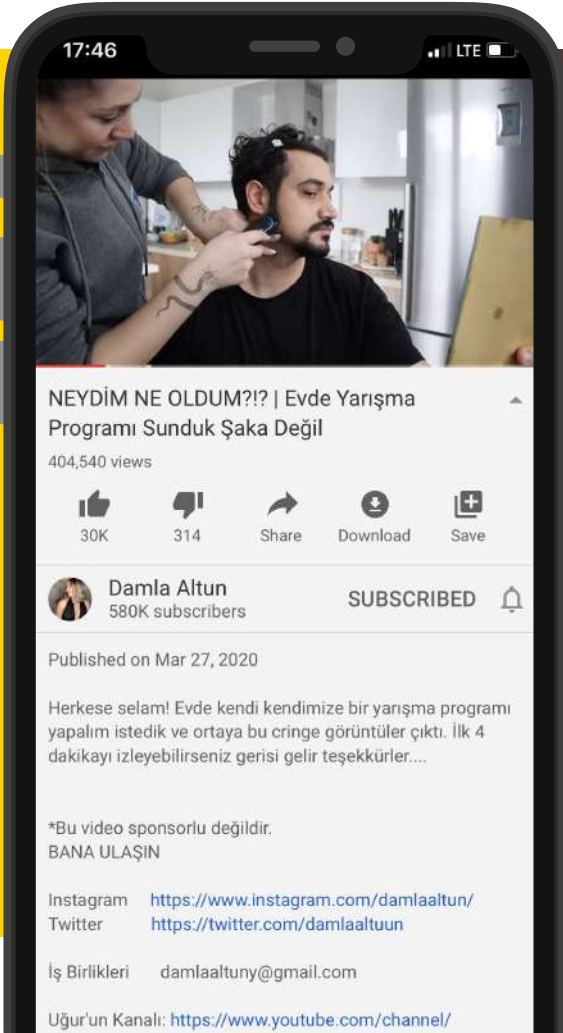 17:46
LTE
NEYDİM NE OLDUM?!? | Evde Yarışma
Programı Sunduk Şaka Değil
404,540 views
30K
314
Share
Download
Save
Damla Altun
580K subscribers
SUBSCRIBED
Published on Mar 27, 2020
Herkese selam! Evde kendi kendimize bir yarışma programı
yapalım istedik ve ortaya bu cringe görüntüler çıktı. İlk 4
dakikayı izleyebilirseniz gerisi gelir teşekkürler....
*Bu video sponsorlu değildir.
BANA ULAŞIN
Instagram https://www.instagram.com/damlaaltun/
Twitter https://twitter.com/damlaaltuun
İş Birlikleri damlaaltuny@gmail.com
Uğur'un Kanalı: https://www.youtube.com/channel/